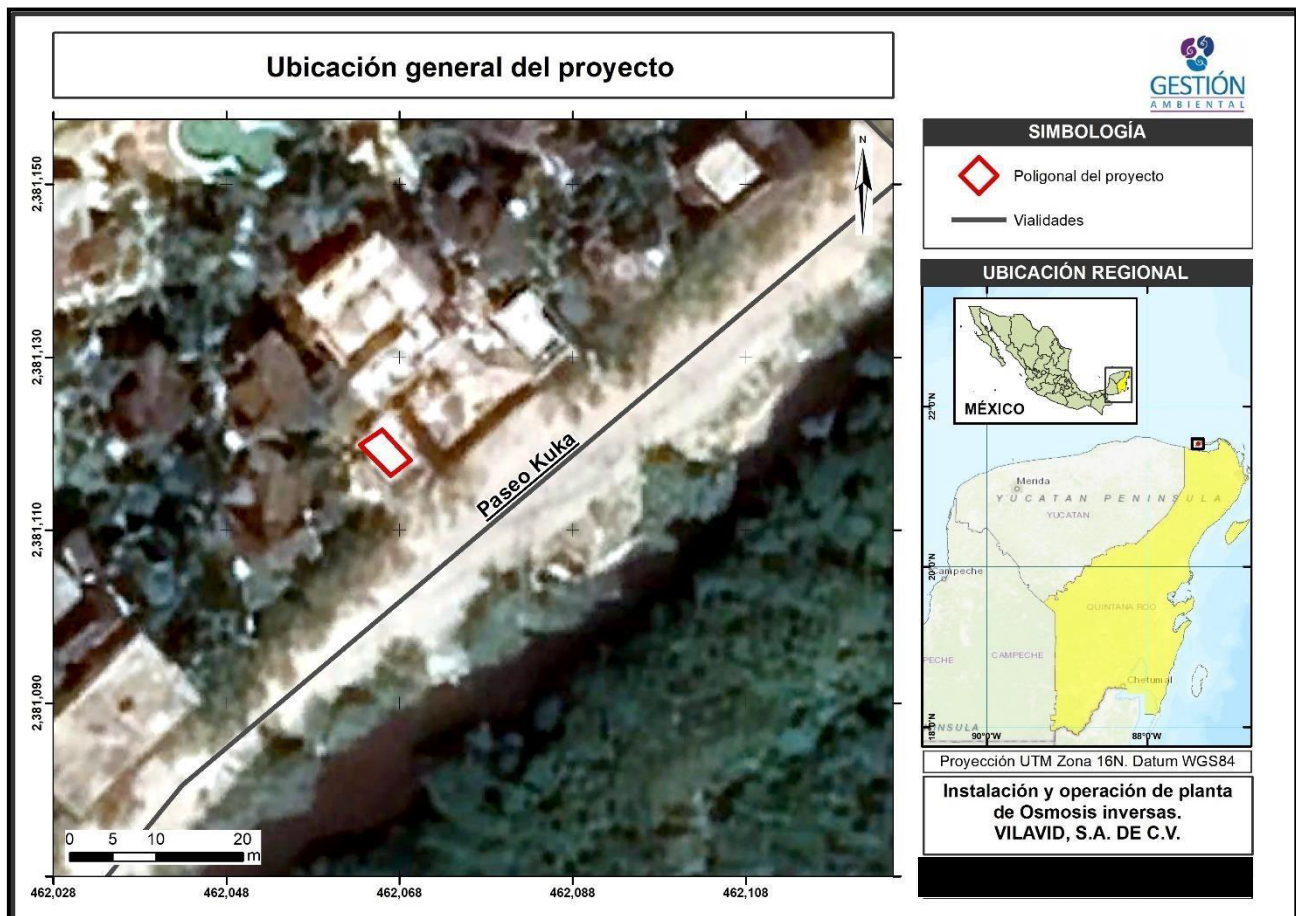 Ubicación general del proyecto
GESTIÓN
AMBIENTAL
SIMBOLOGÍA
Poligonal del proyecto
Vialidades
UBICACIÓN REGIONAL
MÉXICO
22°0'N
20°0'N
18°0'N
90°0'W
88°0'W
Merida
YUCATAN PENINSULA
YUCATAN
Campeche
QUINTANA ROO
CAMPECHE
PECHE
Chetumal
NSULA
Proyección UTM Zona 16N. Datum WGS84
Instalación y operación de planta
de Osmosis inversas.
VILAVID, S.A. DE C.V.
N
Paseo Kuka
2,381,150
2,381,130
2,381,110
2,381,090
0 5 10 20
m
462,028 462,048 462,068 462,088 462,108